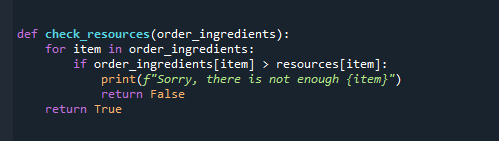 def check_resources(order_ingredients):
    for item in order_ingredients:
        if order_ingredients[item] > resources[item]:
            print(f"Sorry, there is not enough {item}")
            return False
    return True